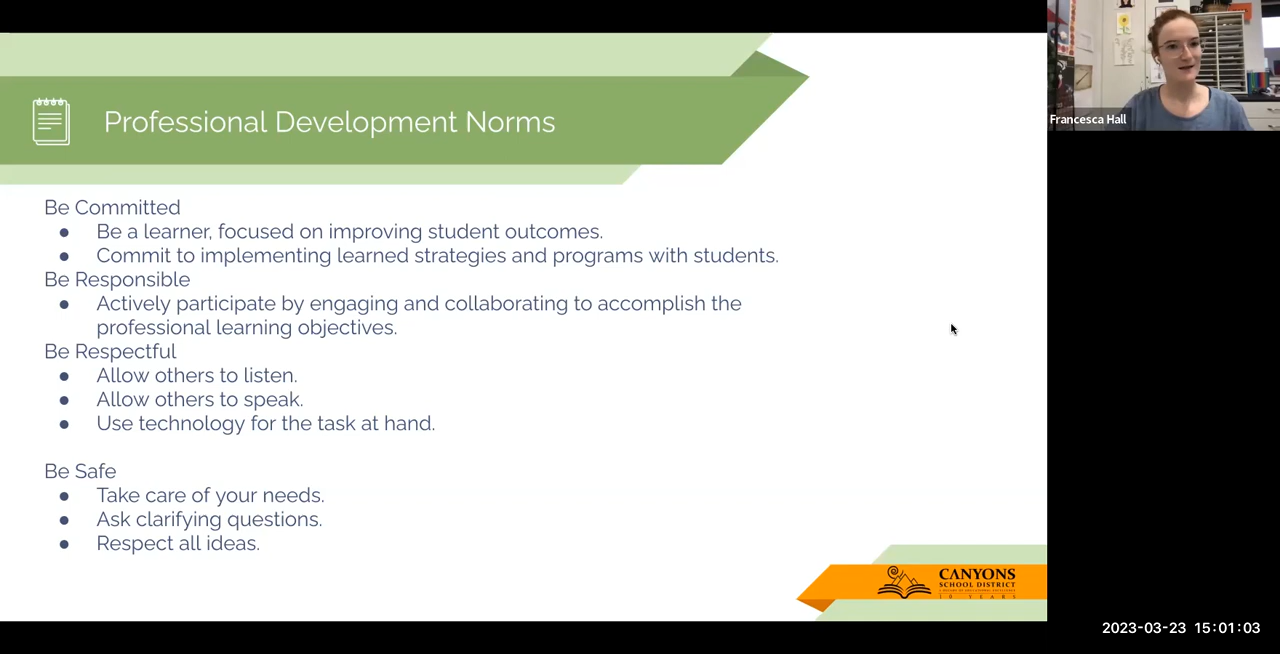 Professional Development Norms
Be Committed
● Be a learner, focused on improving student outcomes.
● Commit to implementing learned strategies and programs with students.
Be Responsible
● Actively participate by engaging and collaborating to accomplish the
professional learning objectives.
Be Respectful
● Allow others to listen.
● Allow others to speak.
● Use technology for the task at hand.
Be Safe
● Take care of your needs.
● Ask clarifying questions.
● Respect all ideas.
CANYONS
SCHOOL DISTRICT
10 YEARS
Francesca Hall
2023-03-23 15:01:03